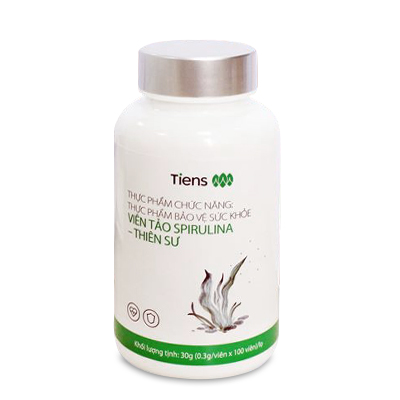 Tiens
THỰC PHẨM CHỨC NĂNG:
THỰC PHẨM BẢO VỆ SỨC KHỎE
VIÊN TẢO SPIRULINA
– THIÊN SƯ
Khối lượng tịnh: 30g (0.3g/viên x 100 viên)/lọ